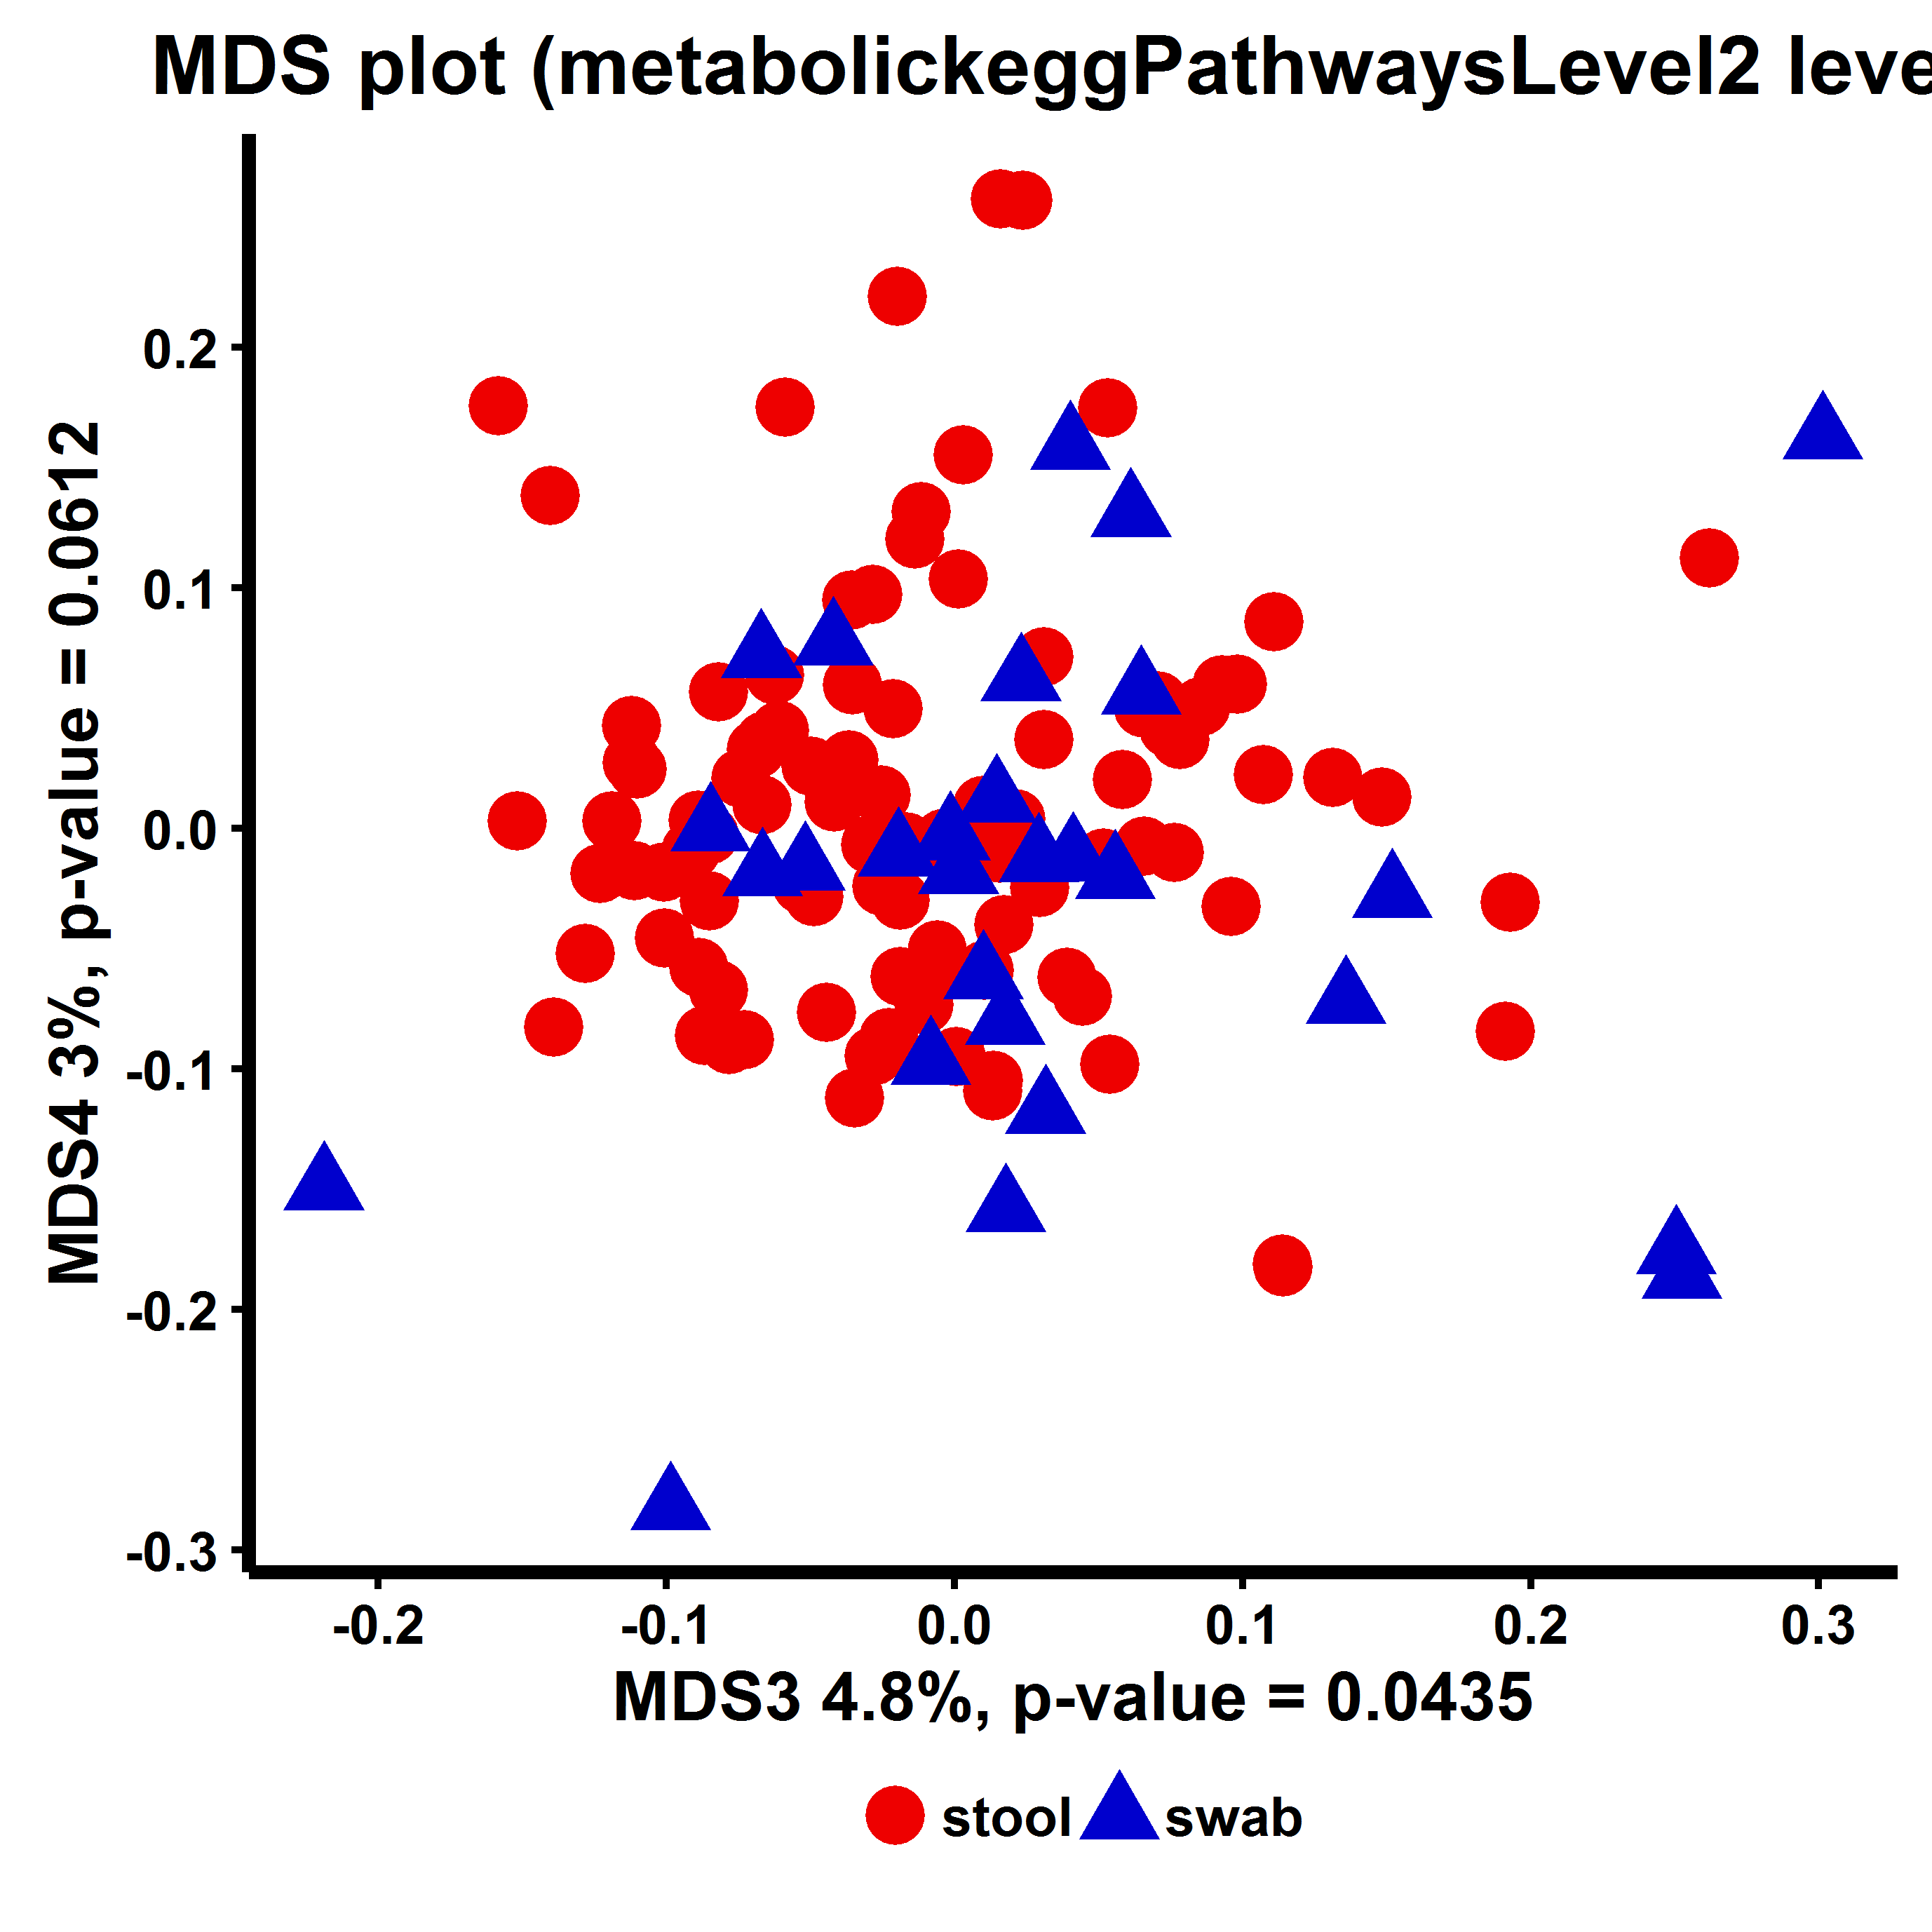 MDS plot (metabolickeggPathwaysLevel2 leve
MDS4 3%, p-value = 0.0612
0.2
0.1
0.0
-0.1
-0.2
-0.3
-0.2 -0.1 0.0 0.1 0.2 0.3
MDS3 4.8%, p-value = 0.0435
stool swab